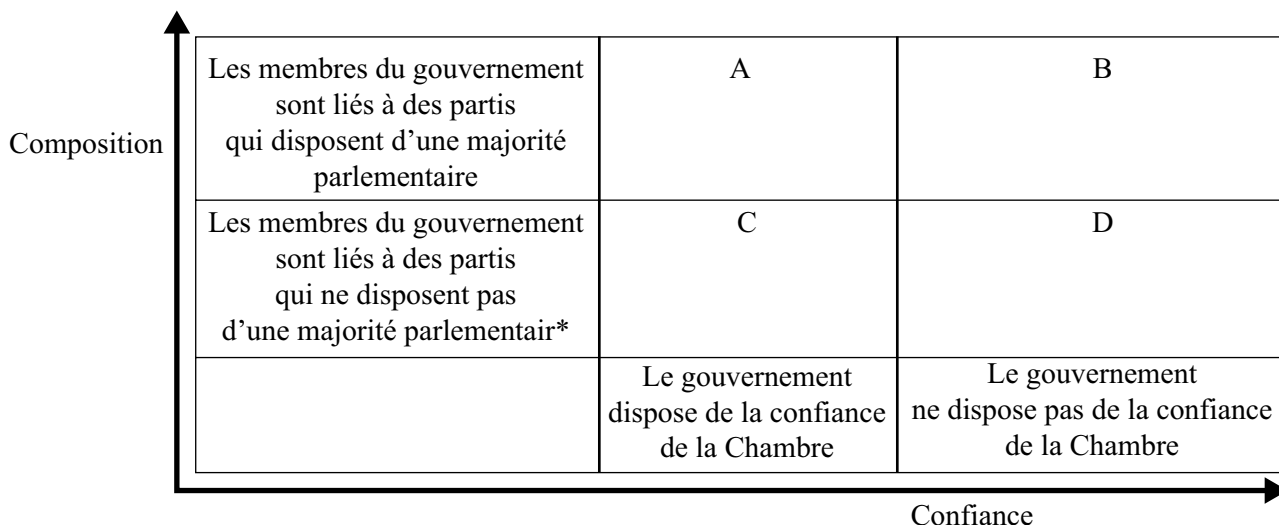 Composition
Les membres du gouvernement
sont liés à des partis
qui disposent d’une majorité
parlementaire
A
B
Les membres du gouvernement
sont liés à des partis
qui ne disposent pas
d’une majorité parlementair*
C
D
Le gouvernement
dispose de la confiance
de la Chambre
Le gouvernement
ne dispose pas de la confiance
de la Chambre
Confiance